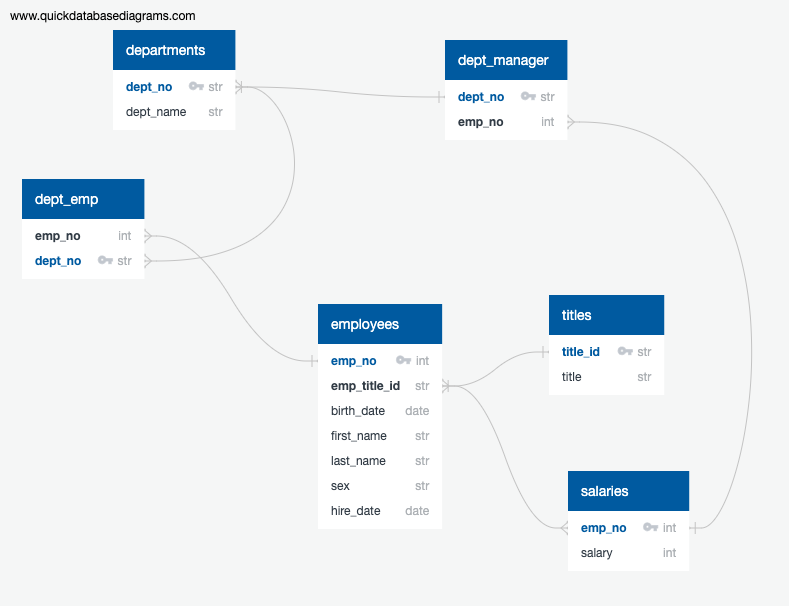 www.quickdatabasediagrams.com
departments
dept_no str
dept_name str
dept_manager
dept_no str
emp_no int
dept_emp
emp_no int
dept_no str
employees
emp_no int
emp_title_id str
birth_date date
first_name str
last_name str
sex str
hire_date date
titles
title_id str
title str
salaries
emp_no int
salary int